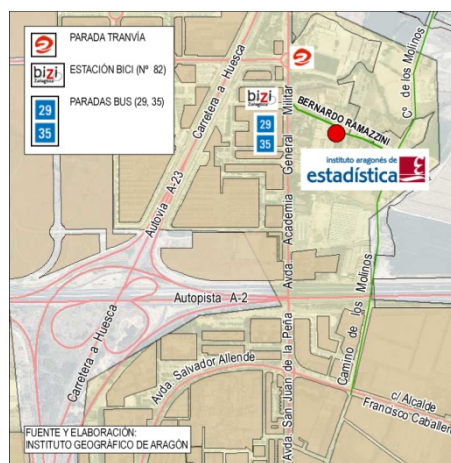 PARADA TRANVÍA
bizi
Zaragoza
ESTACIÓN BICI (Nº 82)
29
35
PARADAS BUS (29, 35)
Carretera a Huesca
Autovía A-23
bizi
29
35
Avda. Academia General Militar
BERNARDO RAMAZZINI
Cº de los Molinos
instituto aragonés de
estadística
Carretera a Huesca
Autopista A-2
Avda. Salvador Allende
Avda. San Juan de la Peña
Camino de los Molinos
c/ Alcalde
Francisco Caballer
FUENTE Y ELABORACIÓN:
INSTITUTO GEOGRÁFICO DE ARAGÓN